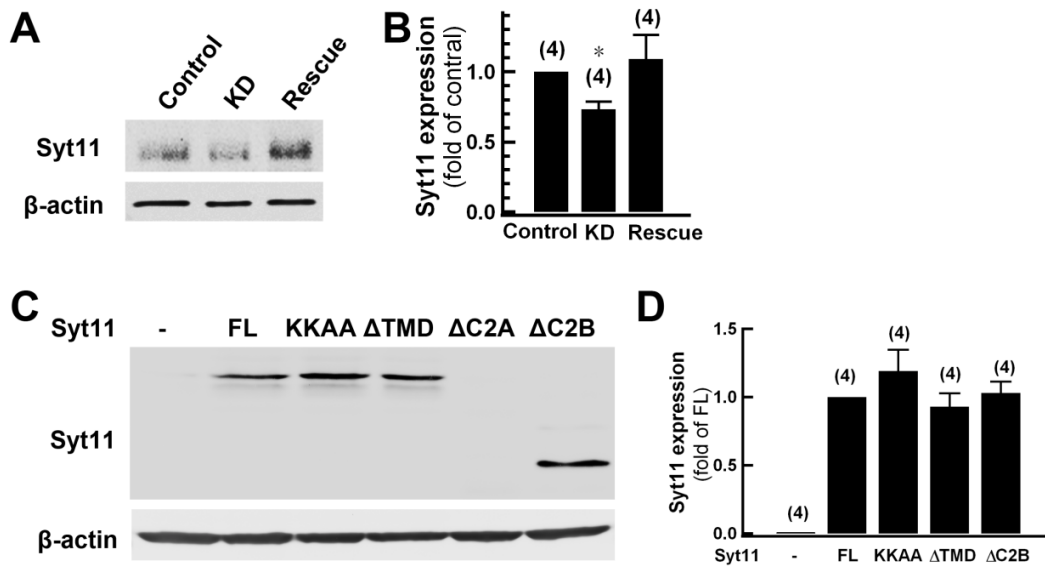 A
Control
KD
Rescue
Syt11
β-actin
B
Syt11 expression
(fold of contral)
1.0
0.5
0.0
(4)
*
(4)
(4)
Control KD Rescue
C
Syt11 - FL KKAA ΔTMD ΔC2A ΔC2B
Syt11
β-actin
D
Syt11 expression
(fold of FL)
1.5
1.0
0.5
0.0
(4)
(4)
(4)
(4)
(4)
Syt11 - FL KKAA ΔTMD ΔC2B